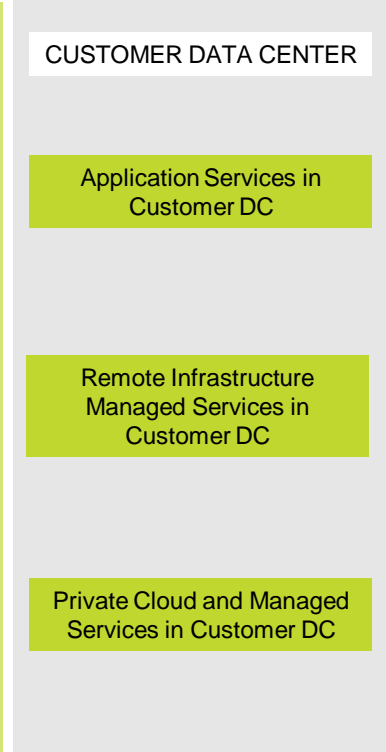 CUSTOMER DATA CENTER
Application Services in
Customer DC
Remote Infrastructure
Managed Services in
Customer DC
Private Cloud and Managed
Services in Customer DC